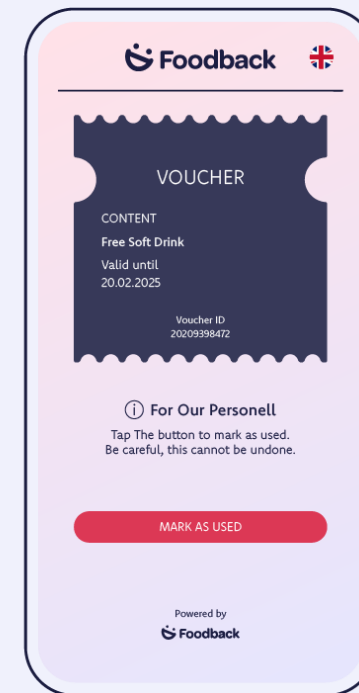 Foodback
VOUCHER
CONTENT
Free Soft Drink
Valid until
20.02.2025
Voucher ID
20209398472
For Our Personell
Tap The button to mark as used.
Be careful, this cannot be undone.
MARK AS USED
Powered by
Foodback